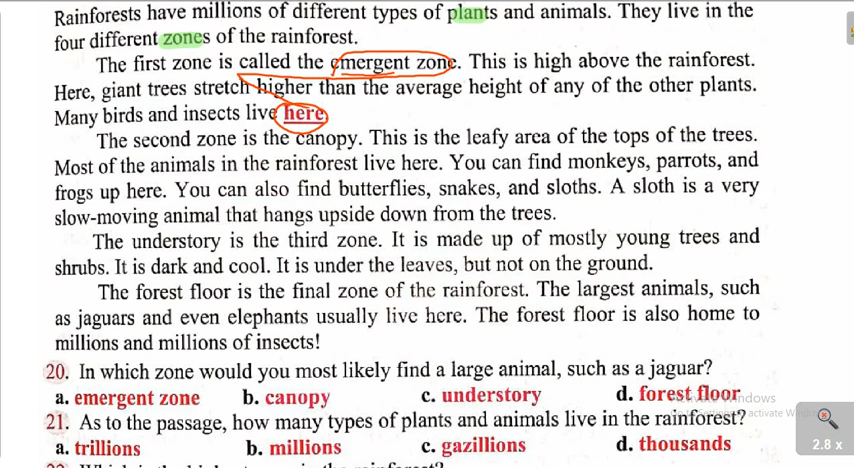 Rainforests have millions of different types of plants and animals. They live in the
four different zones of the rainforest.
The first zone is called the emergent zone. This is high above the rainforest.
Here, giant trees stretch higher than the average height of any of the other plants.
Many birds and insects live here.
The second zone is the canopy. This is the leafy area of the tops of the trees.
Most of the animals in the rainforest live here. You can find monkeys, parrots, and
frogs up here. You can also find butterflies, snakes, and sloths. A sloth is a very
slow-moving animal that hangs upside down from the trees.
The understory is the third zone. It is made up of mostly young trees and
shrubs. It is dark and cool. It is under the leaves, but not on the ground.
The forest floor is the final zone of the rainforest. The largest animals, such
as jaguars and even elephants usually live here. The forest floor is also home to
millions and millions of insects!
20. In which zone would you most likely find a large animal, such as a jaguar?
a. emergent zone b. canopy c. understory d. forest floor
21. As to the passage, how many types of plants and animals live in the rainforest?
a. trillions b. millions c. gazillions d. thousands
2.8 x